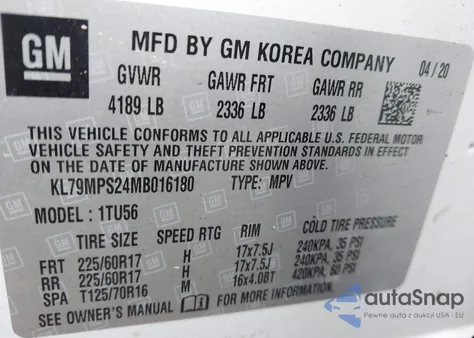 GM MFD BY GM KOREA COMPANY 04/20
GVWR GAWR FRT GAWR RR
4189 LB 2336 LB 2336 LB
THIS VEHICLE CONFORMS TO ALL APPLICABLE U.S. FEDERAL MOTOR
VEHICLE SAFETY AND THEFT PREVENTION STANDARDS IN EFFECT
ON THE DATE OF MANUFACTURE SHOWN ABOVE.
KL79MPS24MB016180 TYPE: MPV
MODEL : 1TU56
TIRE SIZE SPEED RTG RIM COLD TIRE PRESSURE
FRT 225/60R17 H 17x7.5J 240KPA, 35 PSI
RR 225/60R17 H 17x7.5J 240KPA, 35 PSI
SPA T125/70R16 M 16x4.0BT 420KPA, 60 PSI
SEE OWNER'S MANUAL FOR MORE INFORMATION.
autoSnap
Pewne auta z aukcji USA i EU